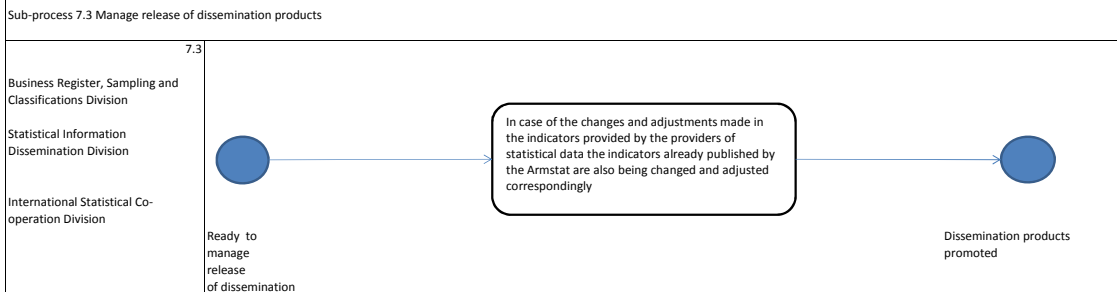 Sub-process 7.3 Manage release of dissemination products
7.3
Business Register, Sampling and
Classifications Division
Statistical Information
Dissemination Division
International Statistical Co-
operation Division
Ready to
manage
release
of dissemination
In case of the changes and adjustments made in
the indicators provided by the providers of
statistical data the indicators already published by
the Armstat are also being changed and adjusted
correspondingly
Dissemination products
promoted